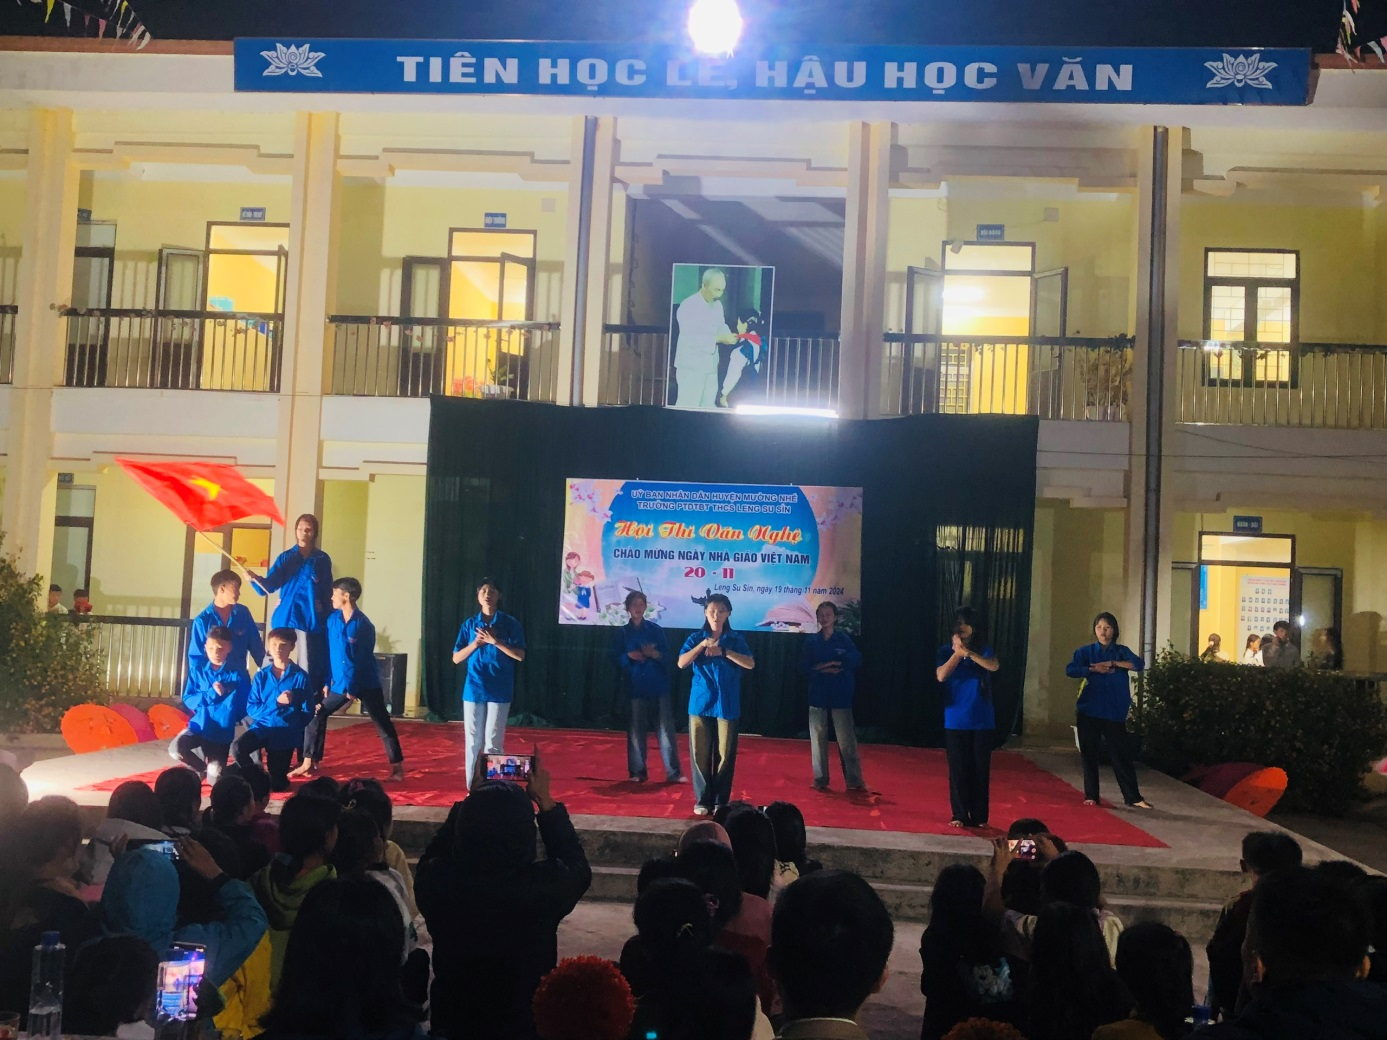 TIÊN HỌC LỄ, HẬU HỌC VĂN
UỶ BAN NHÂN DÂN HUYỆN MƯỜNG NHÉ
TRƯỜNG PTDTBT THCS LENG SU SÌN
Hội Thi Văn Nghệ
CHÀO MỪNG NGÀY NHÀ GIÁO VIỆT NAM
20 - 11
Leng Su Sìn, ngày 19 tháng 11 năm 2024